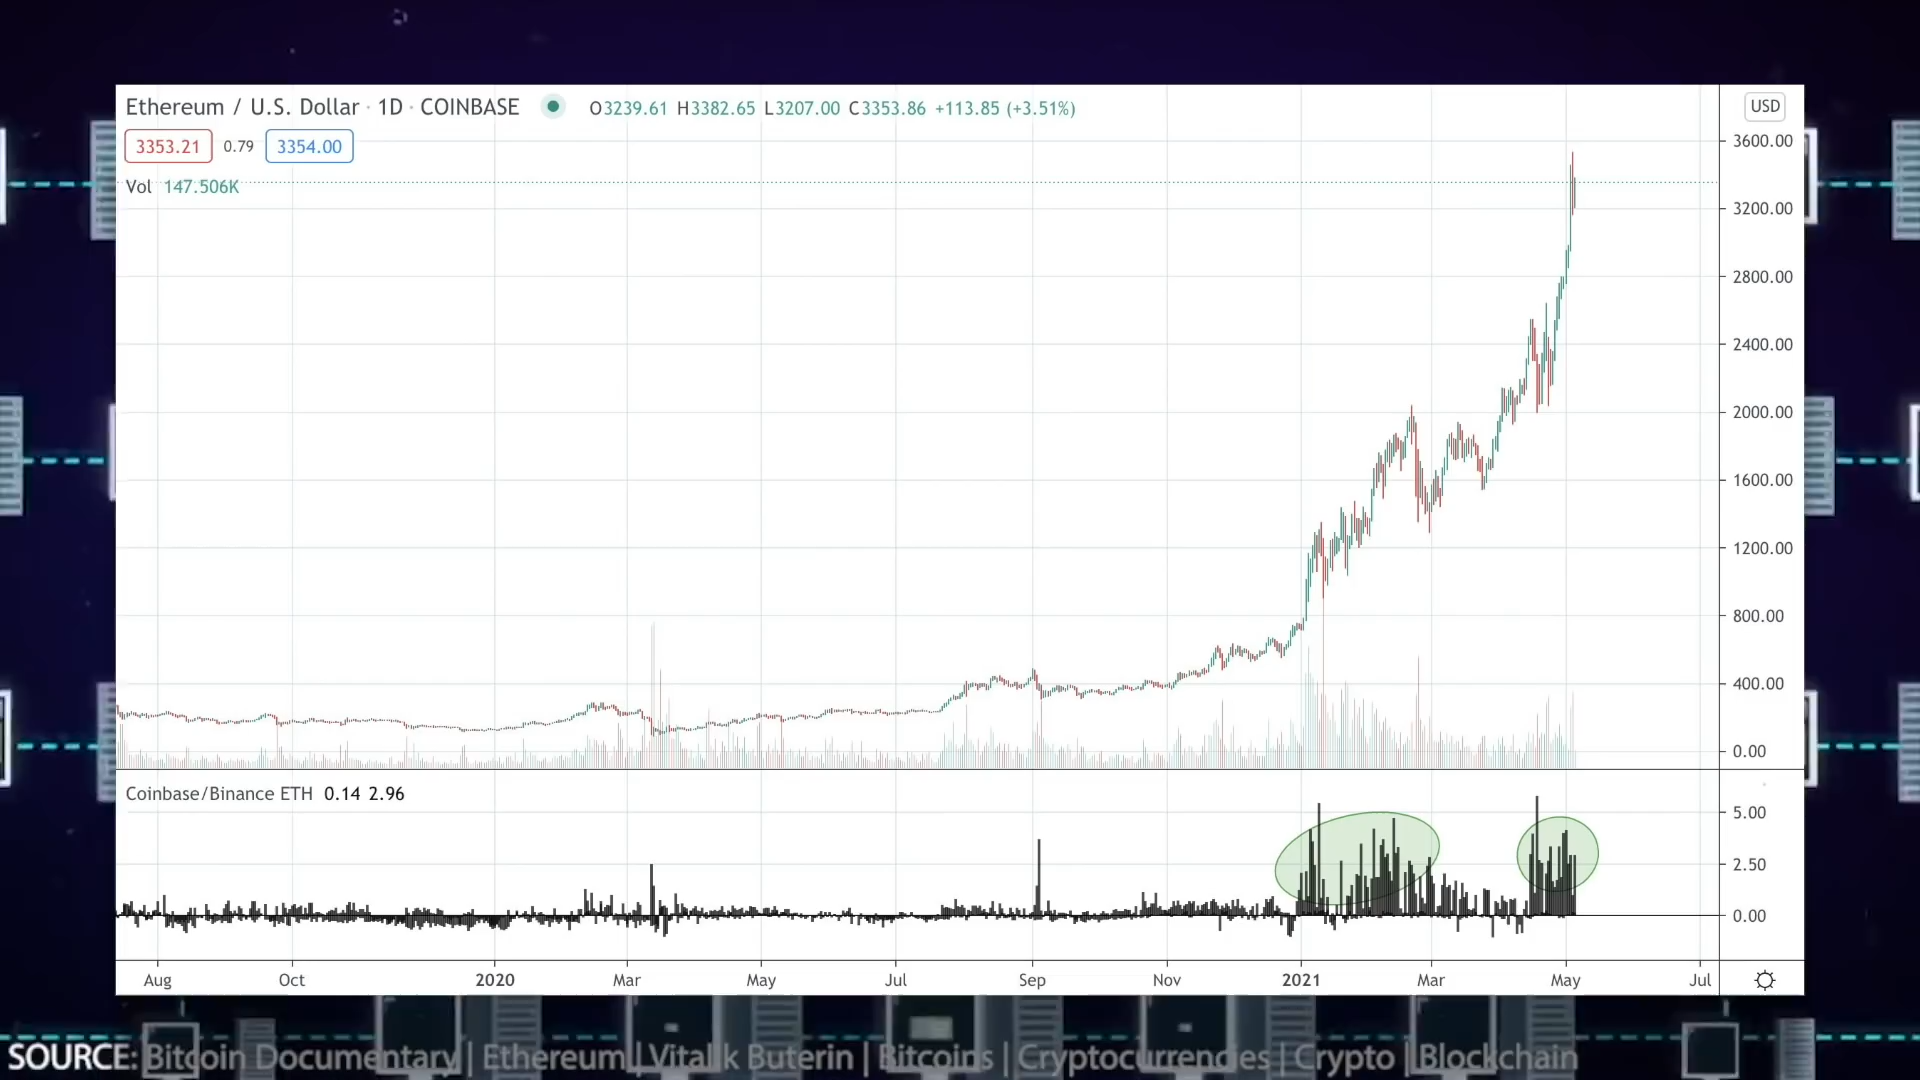 Ethereum / U.S. Dollar · 1D · COINBASE O3239.61 H3382.65 L3207.00 C3353.86 +113.85 (+3.51%)
USD
3353.21 0.79 3354.00
Vol 147.506K
3600.00
3200.00
2800.00
2400.00
2000.00
1600.00
1200.00
800.00
400.00
0.00
Coinbase/Binance ETH 0.14 2.96
5.00
2.50
0.00
Aug Oct 2020 Mar May Jul Sep Nov 2021 Mar May Jul
SOURCE: Bitcoin Documentary | Ethereum | Vitalik Buterin | Bitcoins | Cryptocurrencies | Crypto | Blockchain